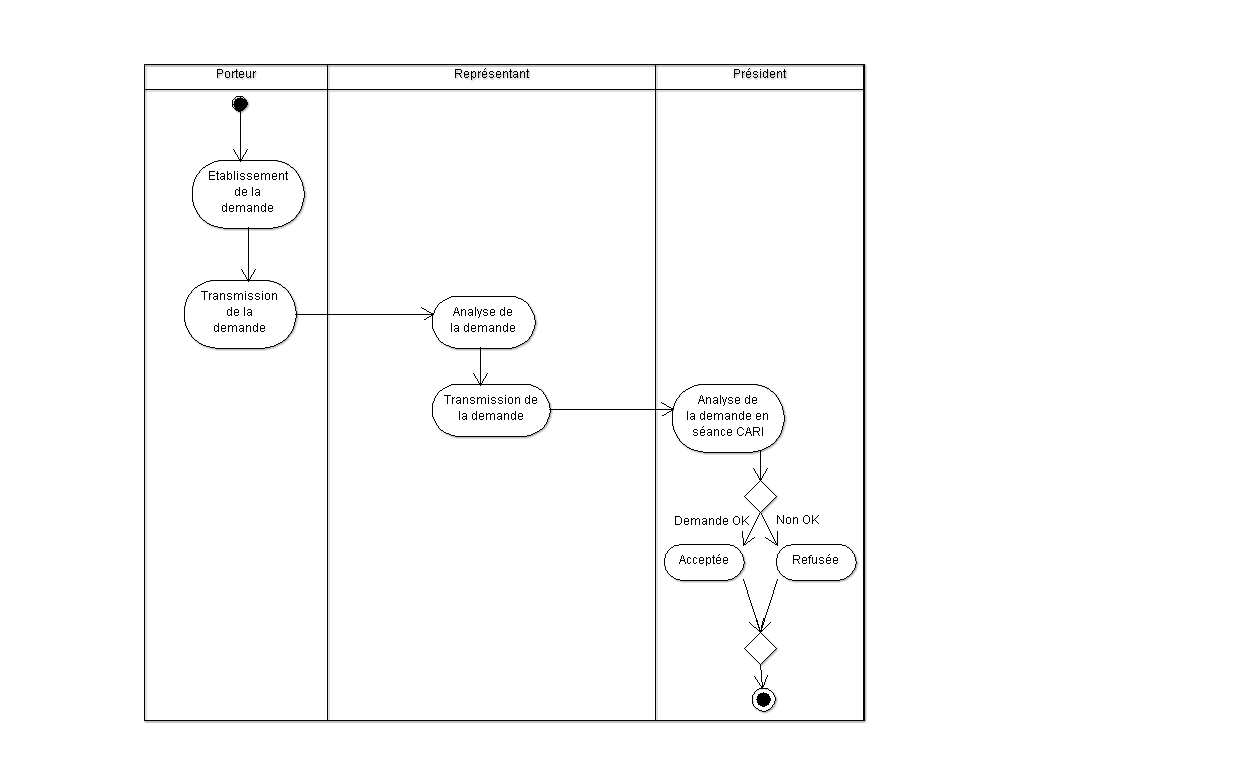 Porteur
Représentant
Président
Etablissement
de la
demande
Transmission
de la
demande
Analyse de
la demande
Transmission de
la demande
Analyse de
la demande en
séance CARI
Demande OK
Non OK
Acceptée
Refusée